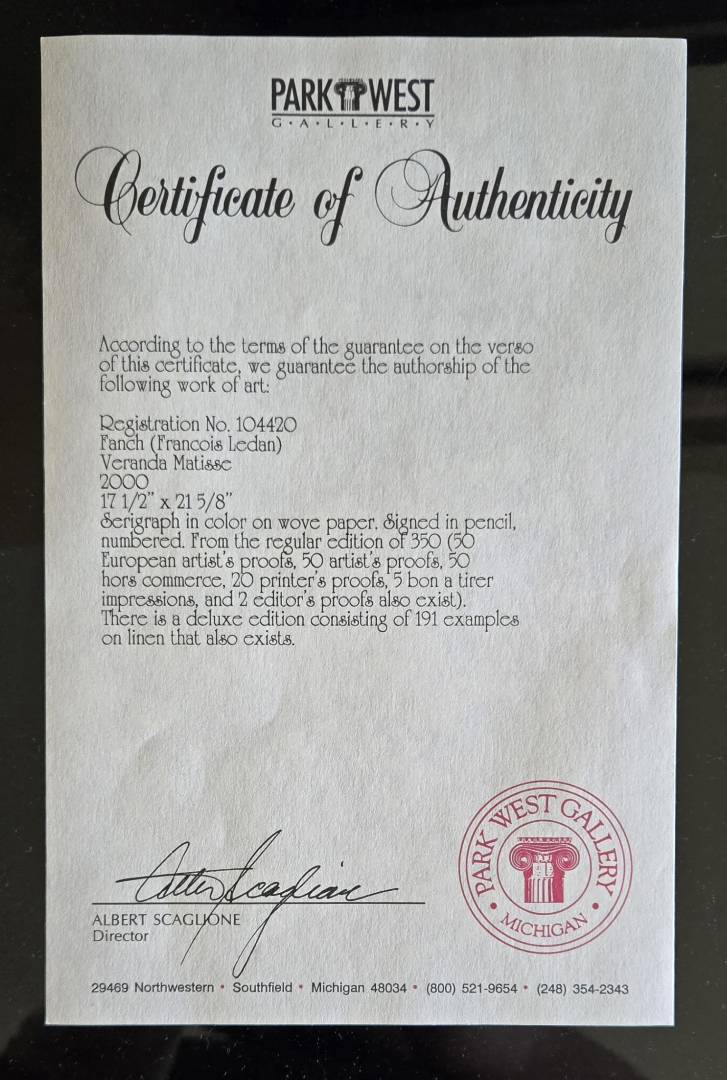 PARK WEST
G·A·L·L·E·R·Y
Certificate of Authenticity
According to the terms of the guarantee on the verso
of this certificate, we guarantee the authorship of the
following work of art:
Registration No. 104420
Fanch (Francois Ledan)
Veranda Matisse
2000
17 1/2" x 21 5/8"
Serigraph in color on wove paper. Signed in pencil,
numbered. From the regular edition of 350 (50
European artist's proofs, 50 artist's proofs, 50
hors commerce, 20 printer's proofs, 5 bon a tirer
impressions, and 2 editor's proofs also exist).
There is a deluxe edition consisting of 191 examples
on linen that also exists.
Albert Scaglione
ALBERT SCAGLIONE
Director
PARK WEST GALLERY
• MICHIGAN •
29469 Northwestern • Southfield • Michigan 48034 • (800) 521-9654 • (248) 354-2343